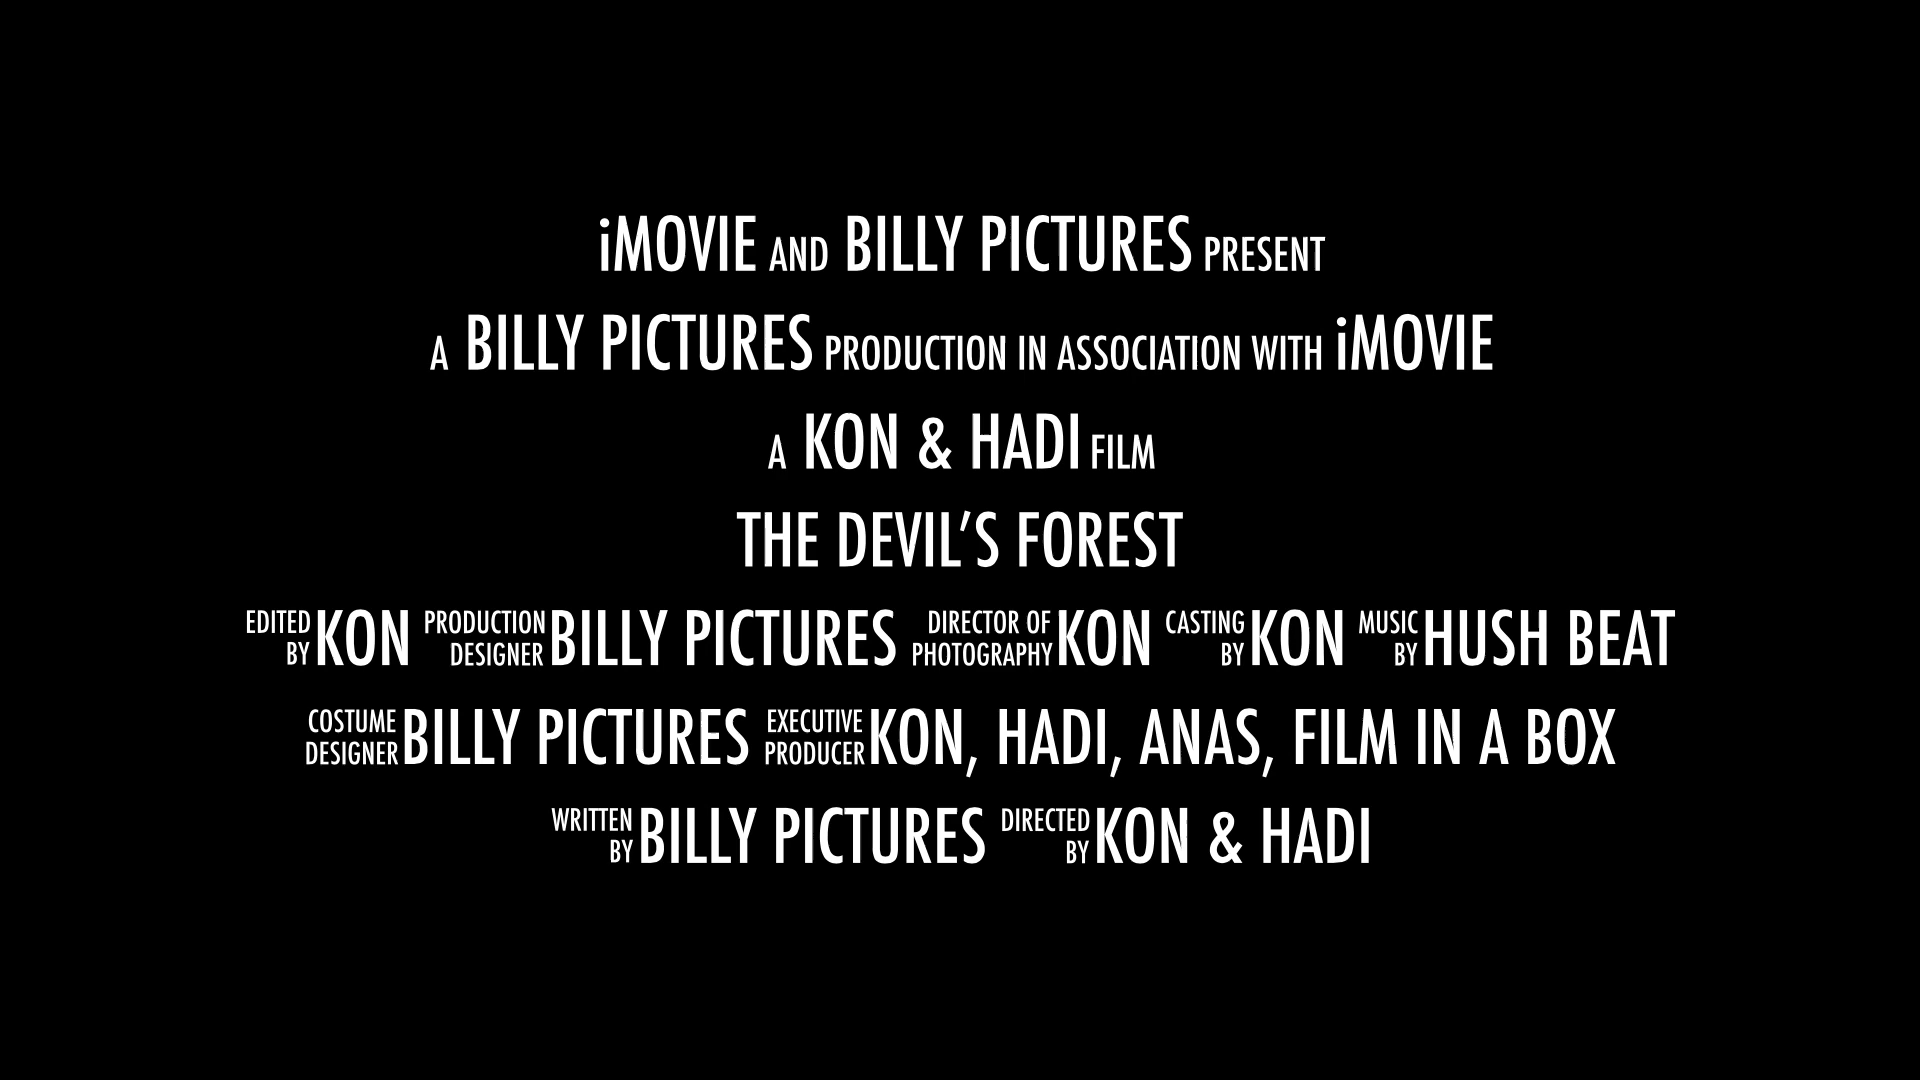 iMOVIE AND BILLY PICTURES PRESENT
A BILLY PICTURES PRODUCTION IN ASSOCIATION WITH iMOVIE
A KON & HADI FILM
THE DEVIL’S FOREST
EDITED BY KON PRODUCTION DESIGNER BILLY PICTURES DIRECTOR OF PHOTOGRAPHY KON CASTING BY KON MUSIC BY HUSH BEAT
COSTUME DESIGNER BILLY PICTURES EXECUTIVE PRODUCER KON, HADI, ANAS, FILM IN A BOX
WRITTEN BY BILLY PICTURES DIRECTED BY KON & HADI